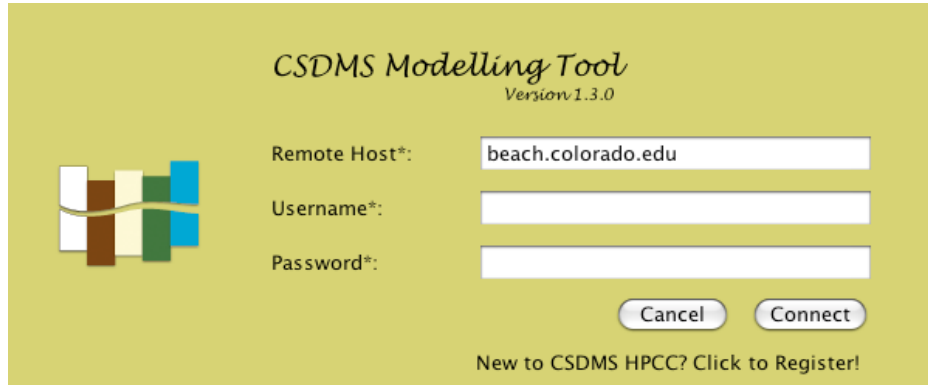 CSDMS Modelling Tool
Version 1.3.0
Remote Host*:
beach.colorado.edu
Username*:
Password*:
Cancel
Connect
New to CSDMS HPCC? Click to Register!